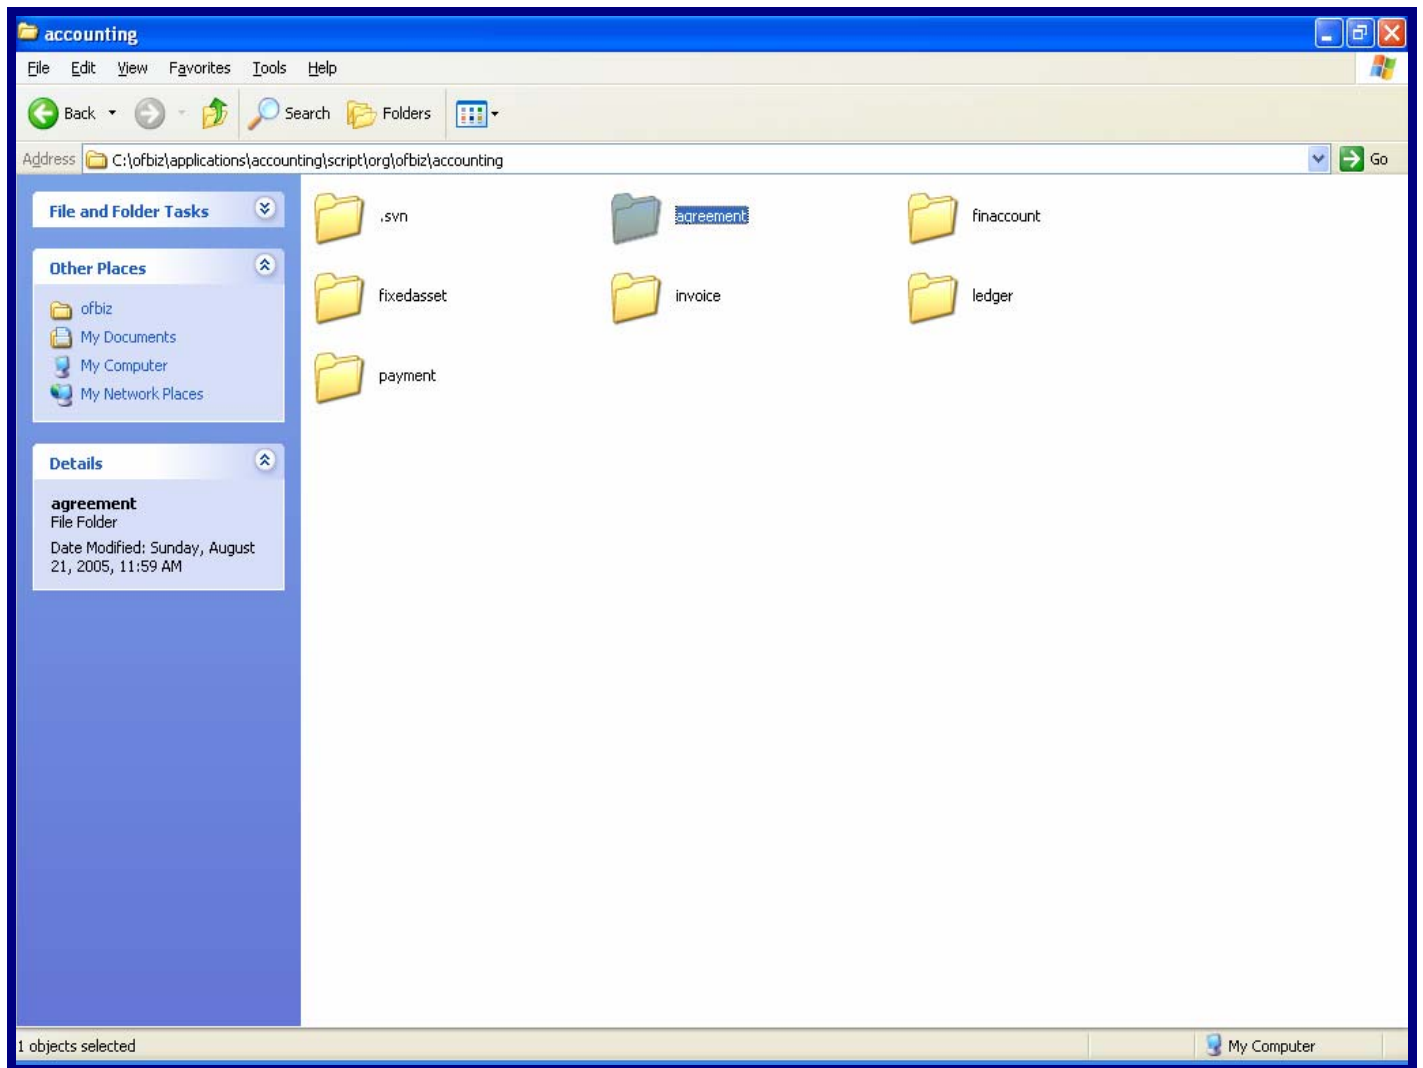 accounting
File Edit View Favorites Tools Help
Back Search Folders
Address C:\ofbiz\applications\accounting\script\org\ofbiz\accounting Go
File and Folder Tasks
Other Places
ofbiz
My Documents
My Computer
My Network Places
Details
agreement
File Folder
Date Modified: Sunday, August
21, 2005, 11:59 AM
.svn agreement finaccount
fixedasset invoice ledger
payment
1 objects selected My Computer